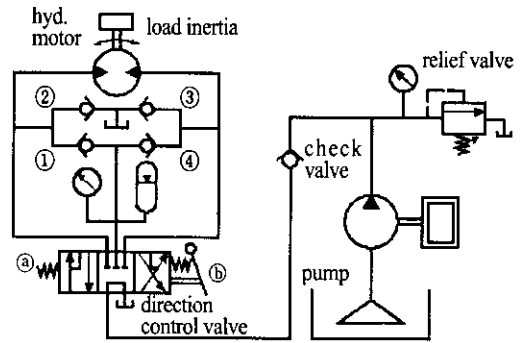 hyd.
motor
load inertia
②
③
①
④
ⓐ
ⓑ
direction
control valve
check
valve
relief valve
pump